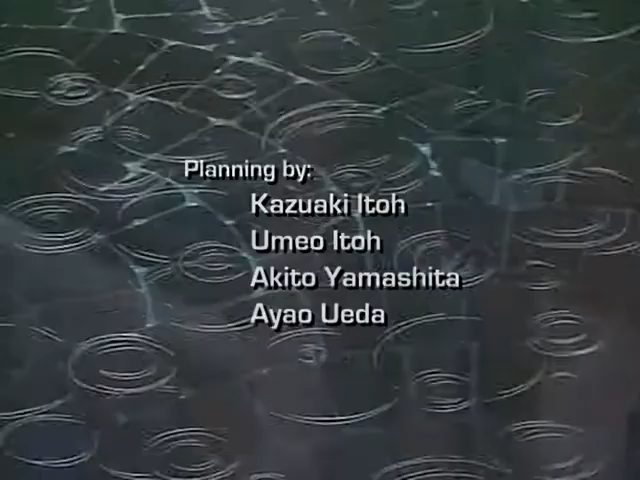 Planning by:
Kazuaki Itoh
Umeo Itoh
Akito Yamashita
Ayao Ueda